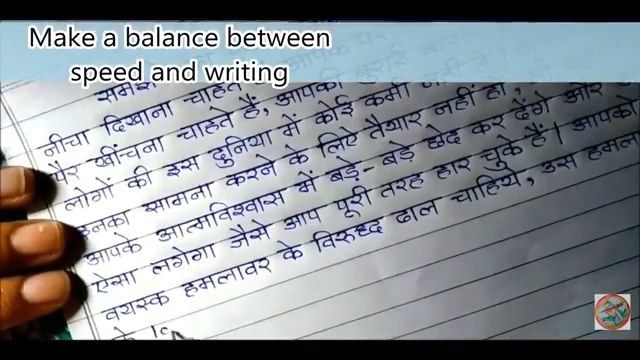 Make a balance between
speed and writing
नीचा दिखाना चाहते
पैर खींचना चाहते हैं, आपकी
लोगों की इस दुनिया में कोई कमी नहीं है।
उनका सामना करने के लिए तैयार नहीं हो,
आपके आत्मविश्वास में बड़े-बड़े छेद कर देंगे और
ऐसा लगेगा जैसे आप पूरी तरह हार चुके हैं। आपको
वयस्क हमलावर के विरुध्द ढाल चाहिये, उस हमला
के